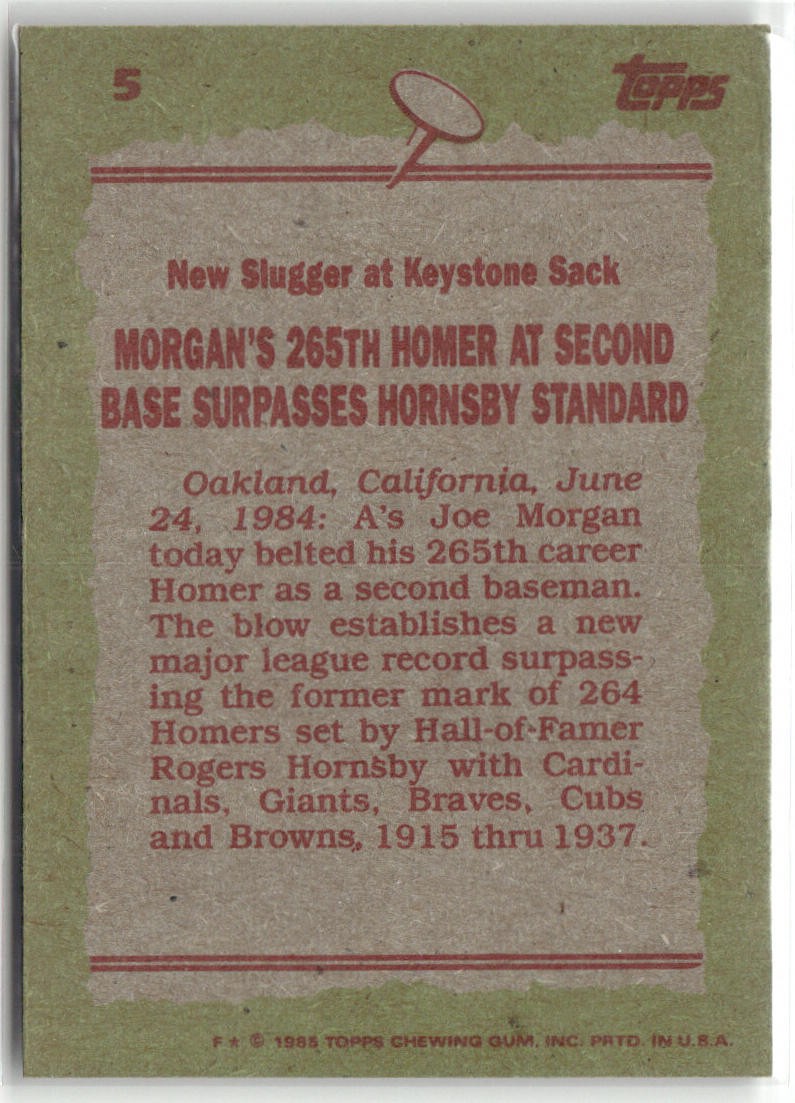 5
topps
New Slugger at Keystone Sack
MORGAN'S 265TH HOMER AT SECOND
BASE SURPASSES HORNSBY STANDARD
Oakland, California, June
24, 1984: A's Joe Morgan
today belted his 265th career
Homer as a second baseman.
The blow establishes a new
major league record surpass-
ing the former mark of 264
Homers set by Hall-of-Famer
Rogers Hornsby with Cardi-
nals, Giants, Braves, Cubs
and Browns, 1915 thru 1937.
F★ © 1985 TOPPS CHEWING GUM, INC. PRTD. IN U.S.A.